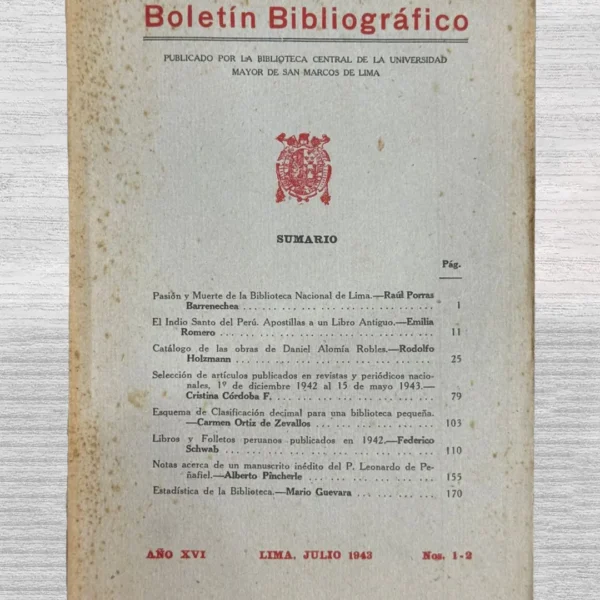 Boletín Bibliográfico
PUBLICADO POR LA BIBLIOTECA CENTRAL DE LA UNIVERSIDAD
MAYOR DE SAN MARCOS DE LIMA
SUMARIO
Pág.
Pasión y Muerte de la Biblioteca Nacional de Lima.—Raúl Porras
Barrenechea . . . . . . . . . . . . . . . . . . . . . . . . 1
El Indio Santo del Perú. Apostillas a un Libro Antiguo.—Emilia
Romero . . . . . . . . . . . . . . . . . . . . . . . . . . . 11
Catálogo de las obras de Daniel Alomía Robles.—Rodolfo
Holzmann . . . . . . . . . . . . . . . . . . . . . . . . . . 25
Selección de artículos publicados en revistas y periódicos nacio-
nales, 1º de diciembre 1942 al 15 de mayo 1943.—
Cristina Córdoba F. . . . . . . . . . . . . . . . . . . . . 79
Esquema de Clasificación decimal para una biblioteca pequeña.
—Carmen Ortiz de Zevallos . . . . . . . . . . . . . . . . 103
Libros y Folletos peruanos publicados en 1942.—Federico
Schwab . . . . . . . . . . . . . . . . . . . . . . . . . . . 110
Notas acerca de un manuscrito inédito del P. Leonardo de Pe-
ñafiel.—Alberto Pincherle . . . . . . . . . . . . . . . . 155
Estadística de la Biblioteca.—Mario Guevara . . . . . . . . 170
AÑO XVI LIMA, JULIO 1943 Nos. 1-2